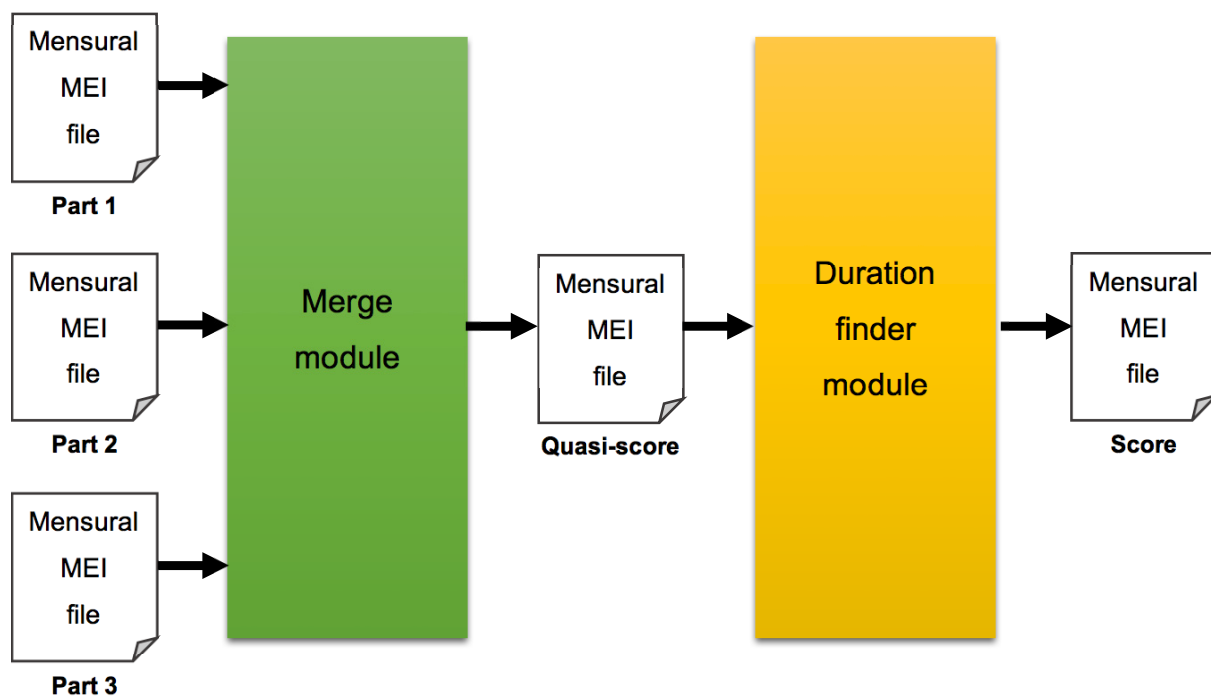 Mensural
MEI
file
Part 1
Mensural
MEI
file
Part 2
Mensural
MEI
file
Part 3
Merge
module
Mensural
MEI
file
Quasi-score
Duration
finder
module
Mensural
MEI
file
Score